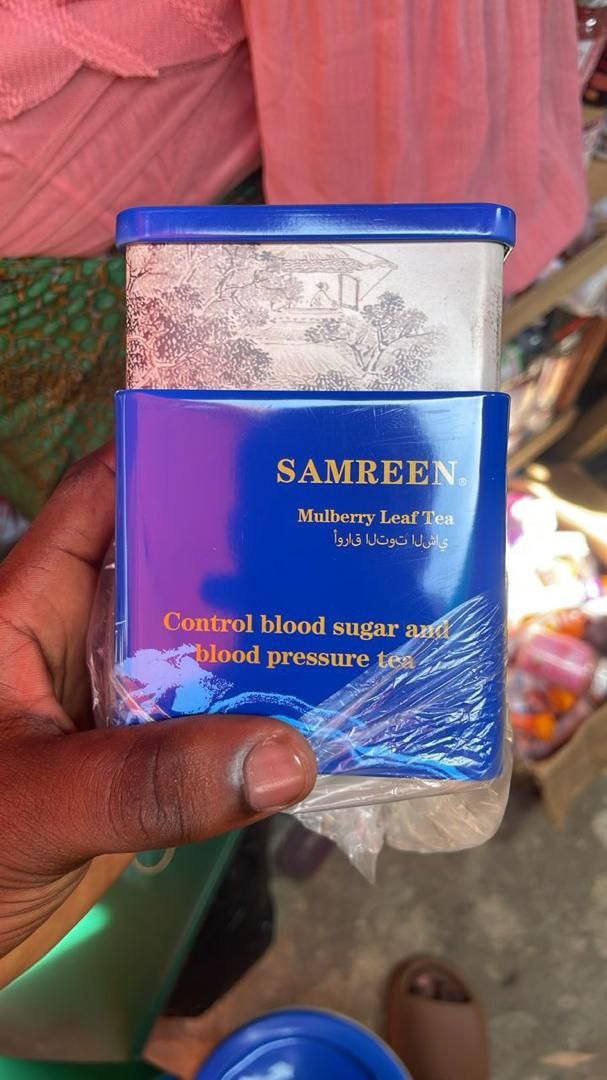 SAMREEN®
Mulberry Leaf Tea
أوراق التوت الشاي
Control blood sugar and
blood pressure tea